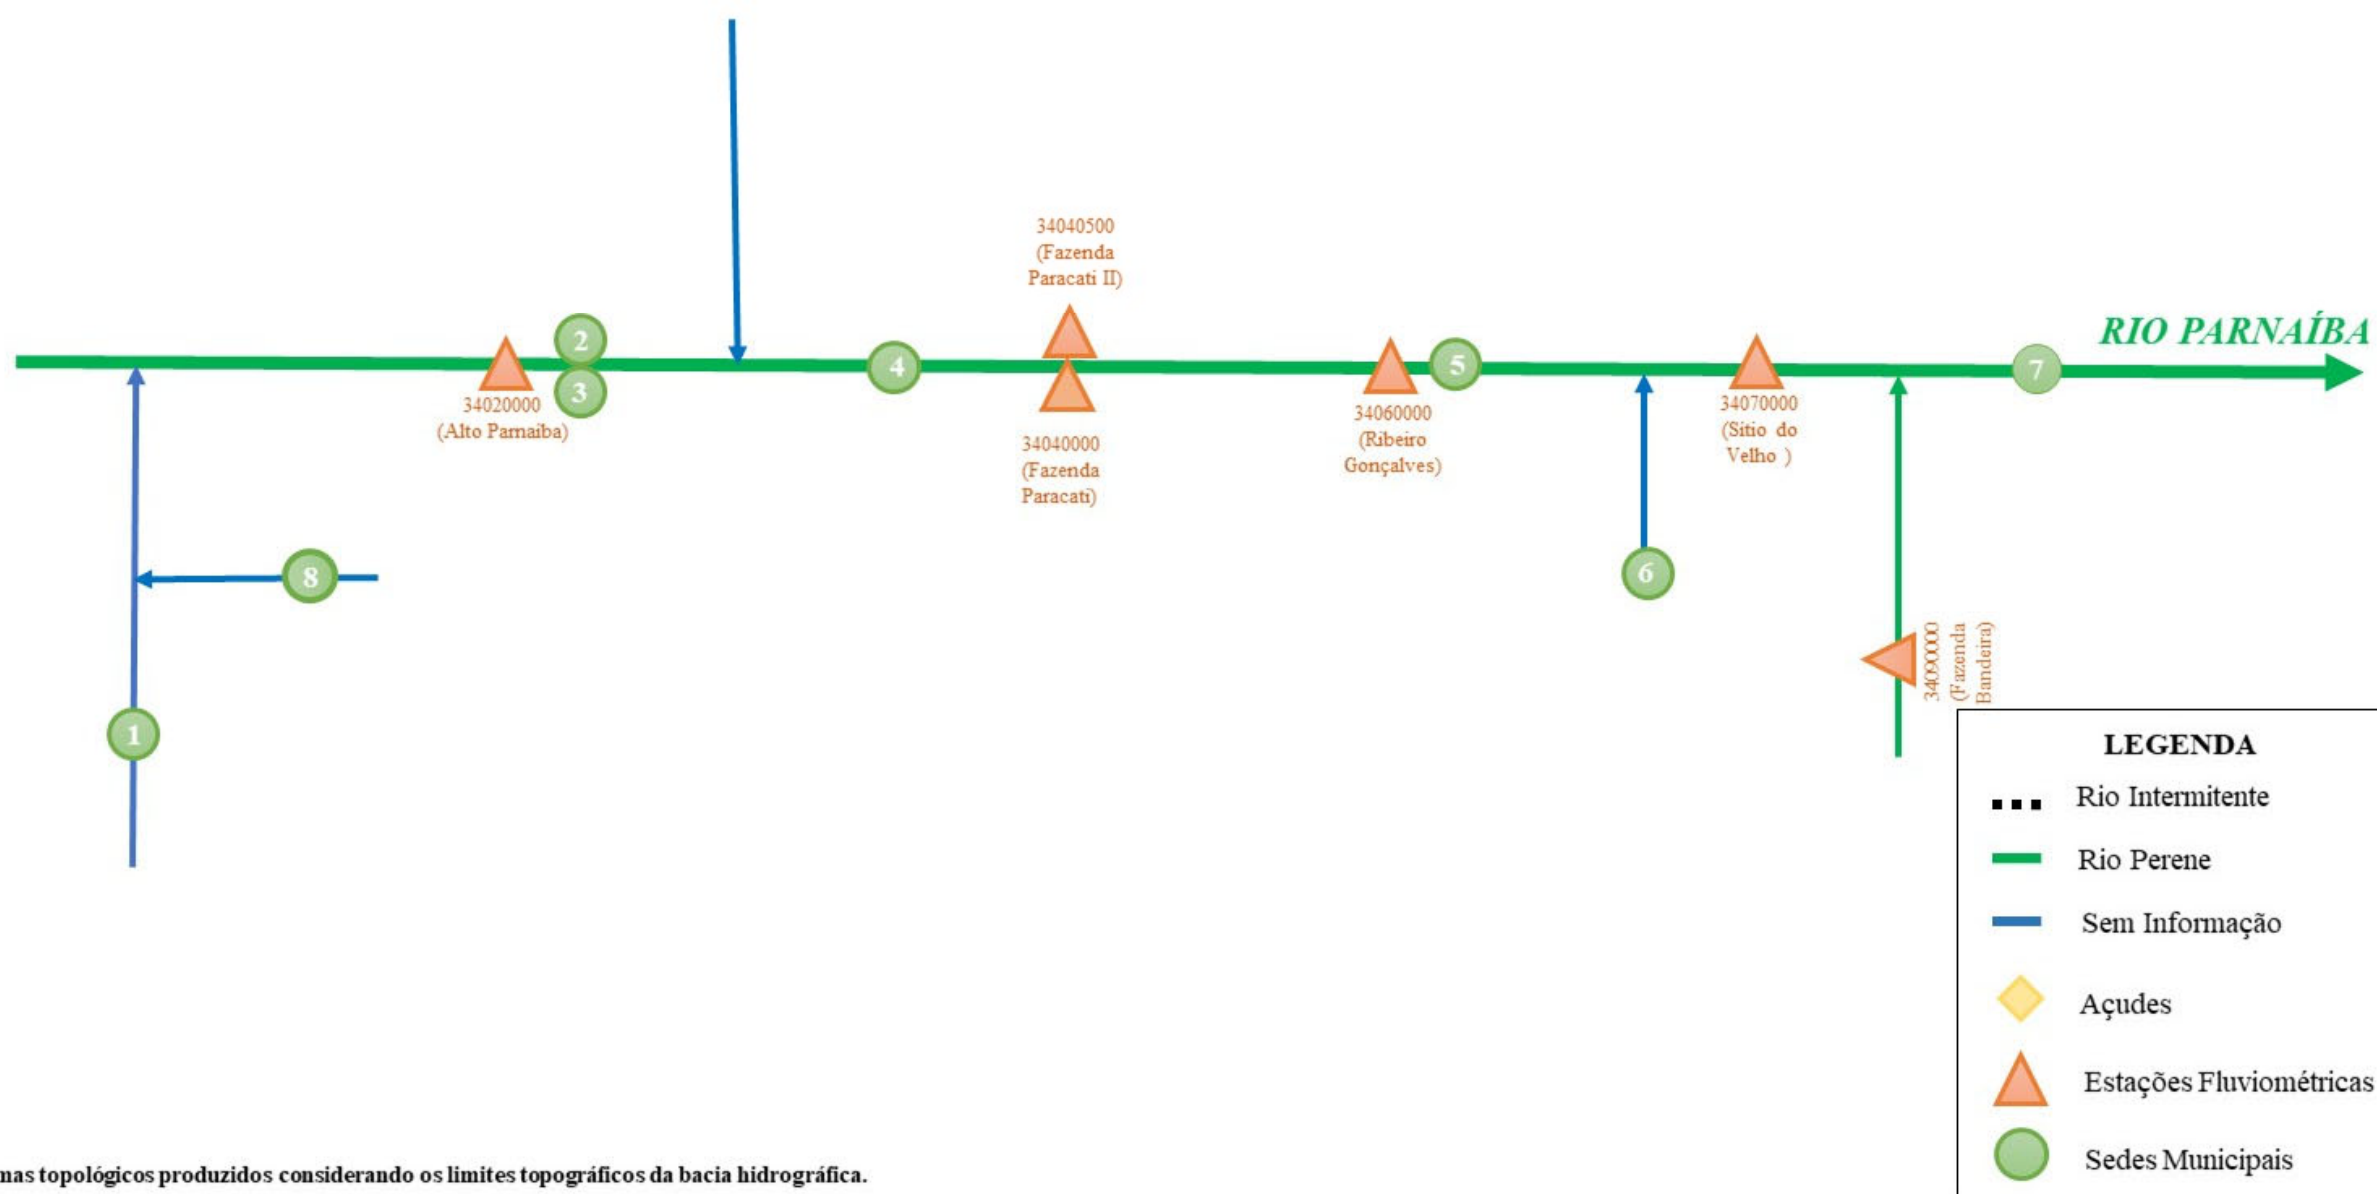 34040500
(Fazenda
Paracati II)
RIO PARNAÍBA
2
3
4
5
7
34020000
(Alto Parnaíba)
34040000
(Fazenda
Paracati)
34060000
(Ribeiro
Gonçalves)
34070000
(Sítio do
Velho )
8
6
1
34090000
(Fazenda
Bandeira)
LEGENDA
Rio Intermitente
Rio Perene
Sem Informação
Açudes
Estações Fluviométricas
Sedes Municipais
mas topológicos produzidos considerando os limites topográficos da bacia hidrográfica.